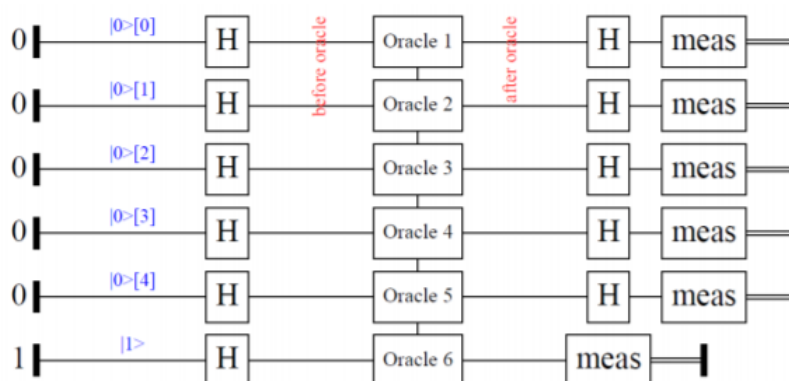 0 |0>[0] H before oracle Oracle 1 after oracle H meas
0 |0>[1] H Oracle 2 H meas
0 |0>[2] H Oracle 3 H meas
0 |0>[3] H Oracle 4 H meas
0 |0>[4] H Oracle 5 H meas
1 |1> H Oracle 6 meas